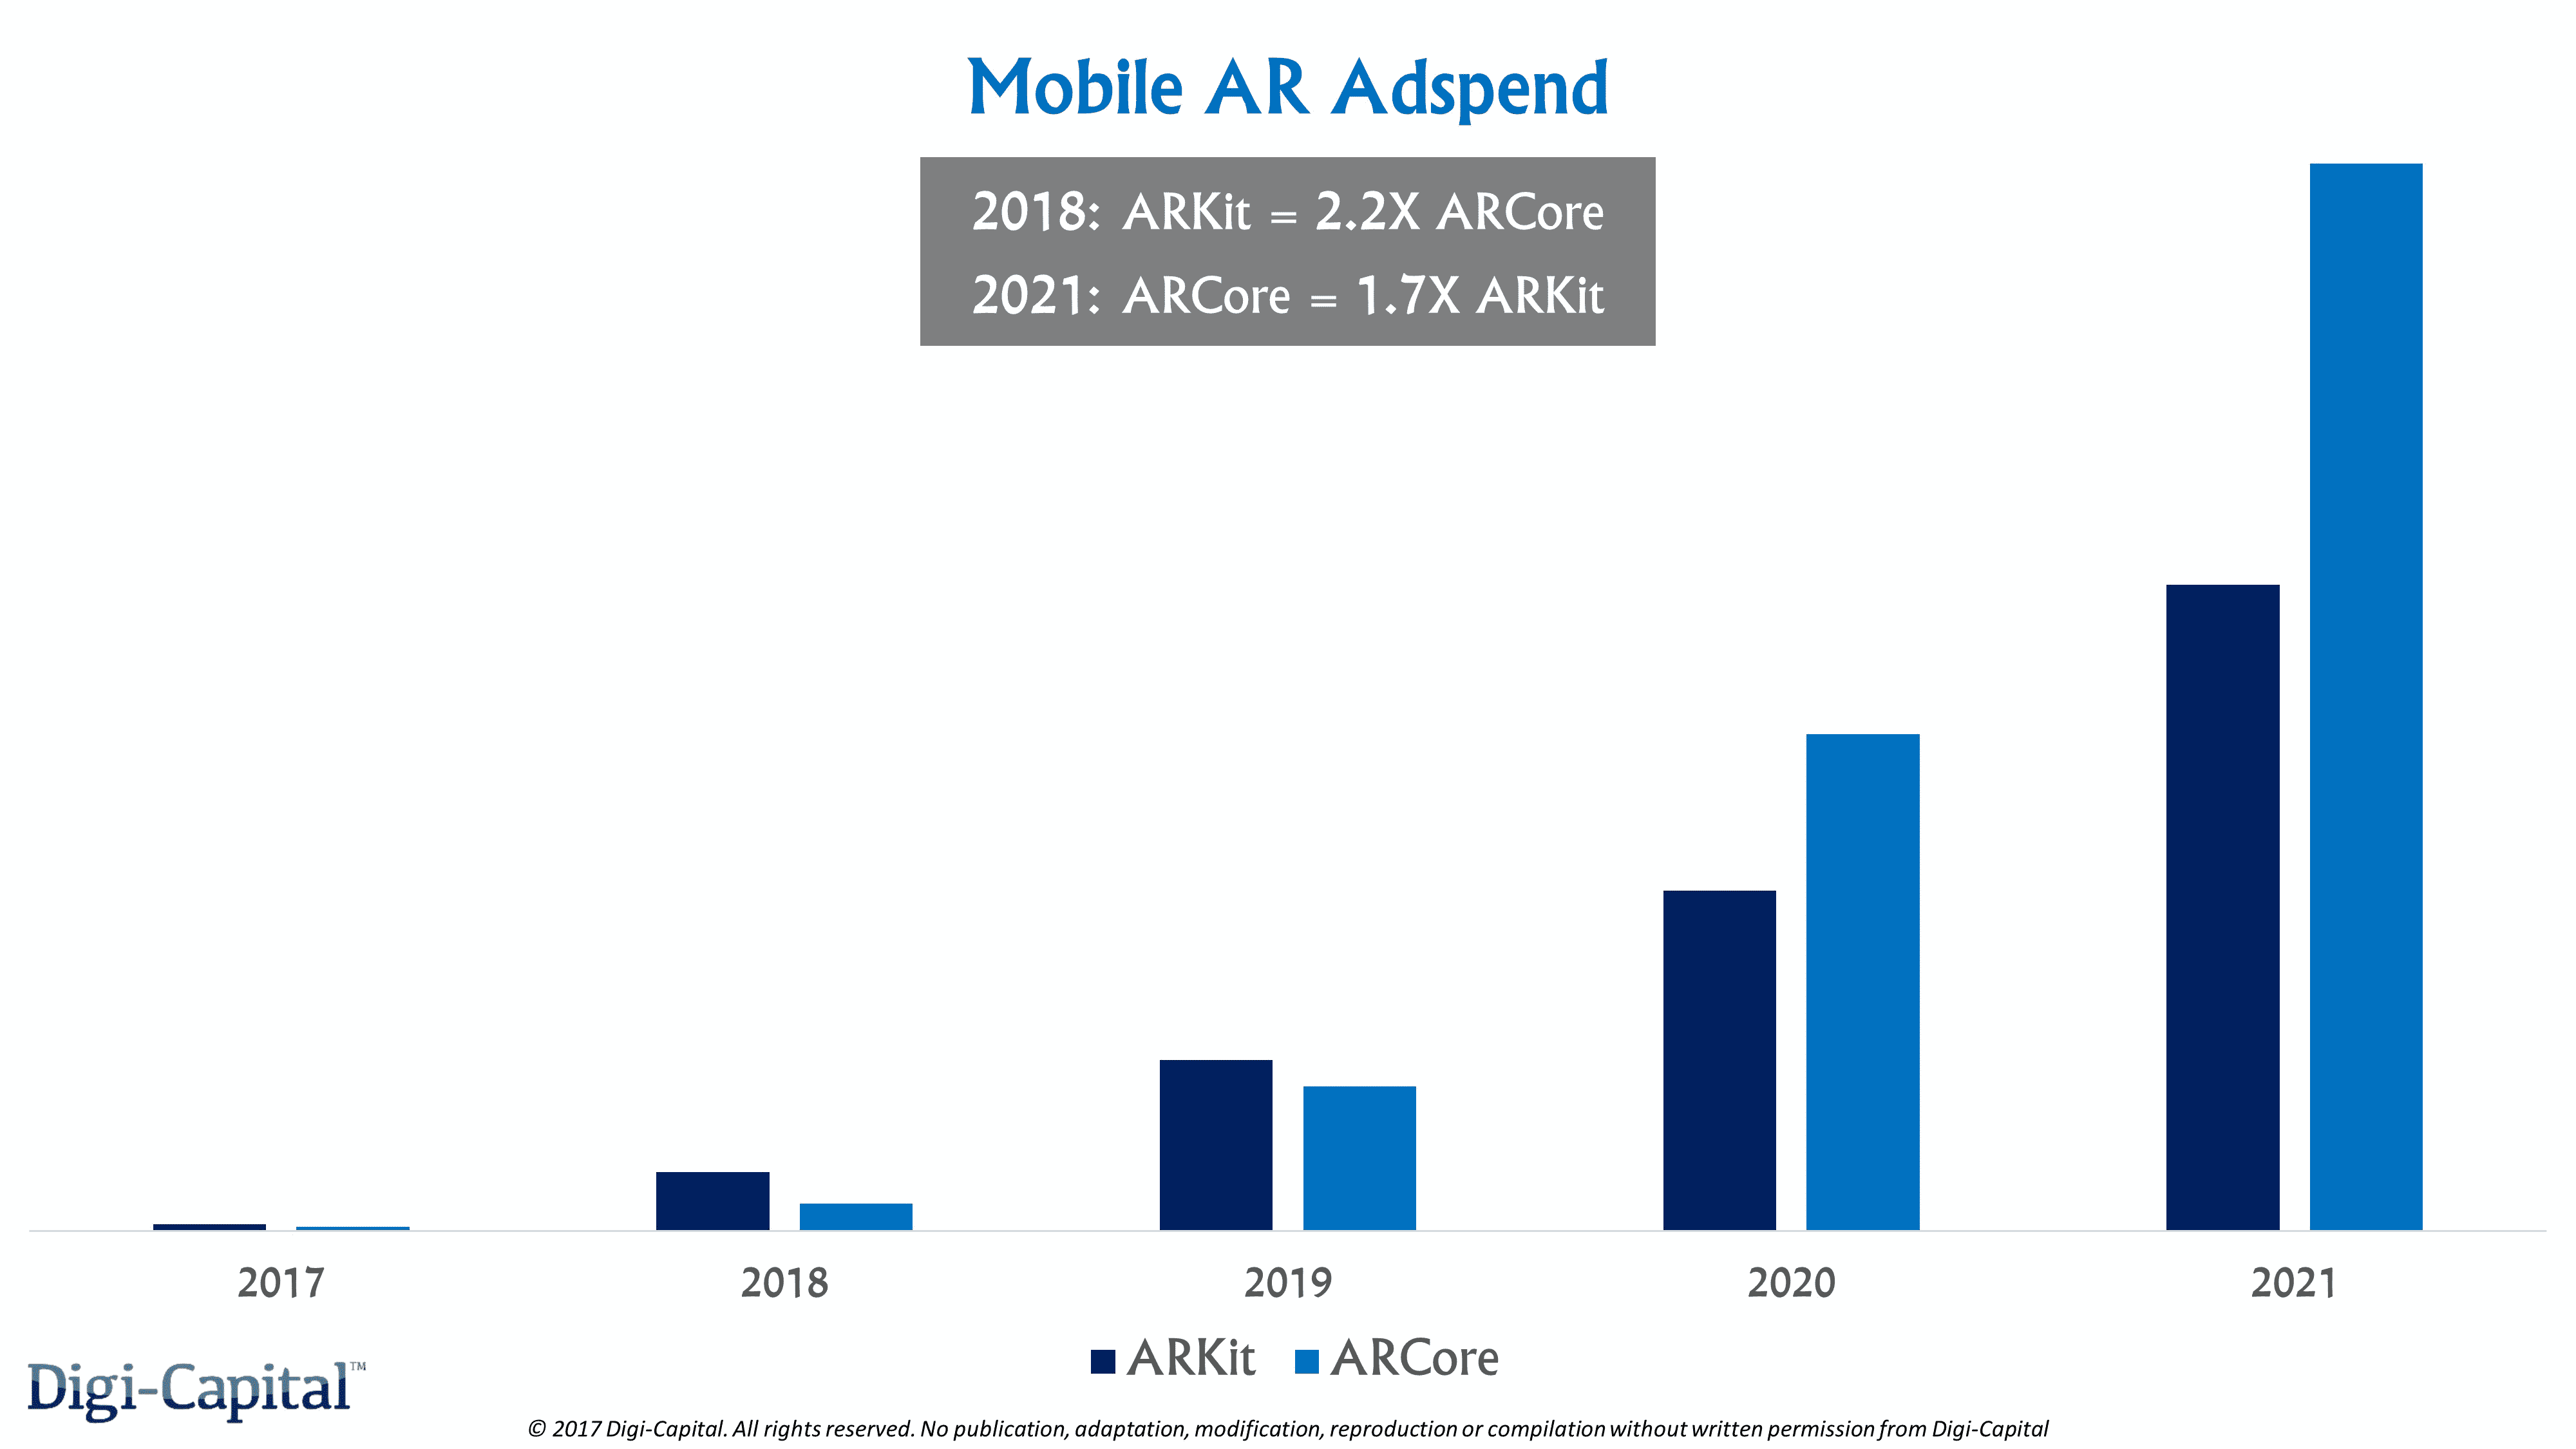 Mobile AR Adspend
2018: ARKit = 2.2X ARCore
2021: ARCore = 1.7X ARKit
2017 2018 2019 2020 2021
ARKit ARCore
Digi-Capital™
© 2017 Digi-Capital. All rights reserved. No publication, adaptation, modification, reproduction or compilation without written permission from Digi-Capital